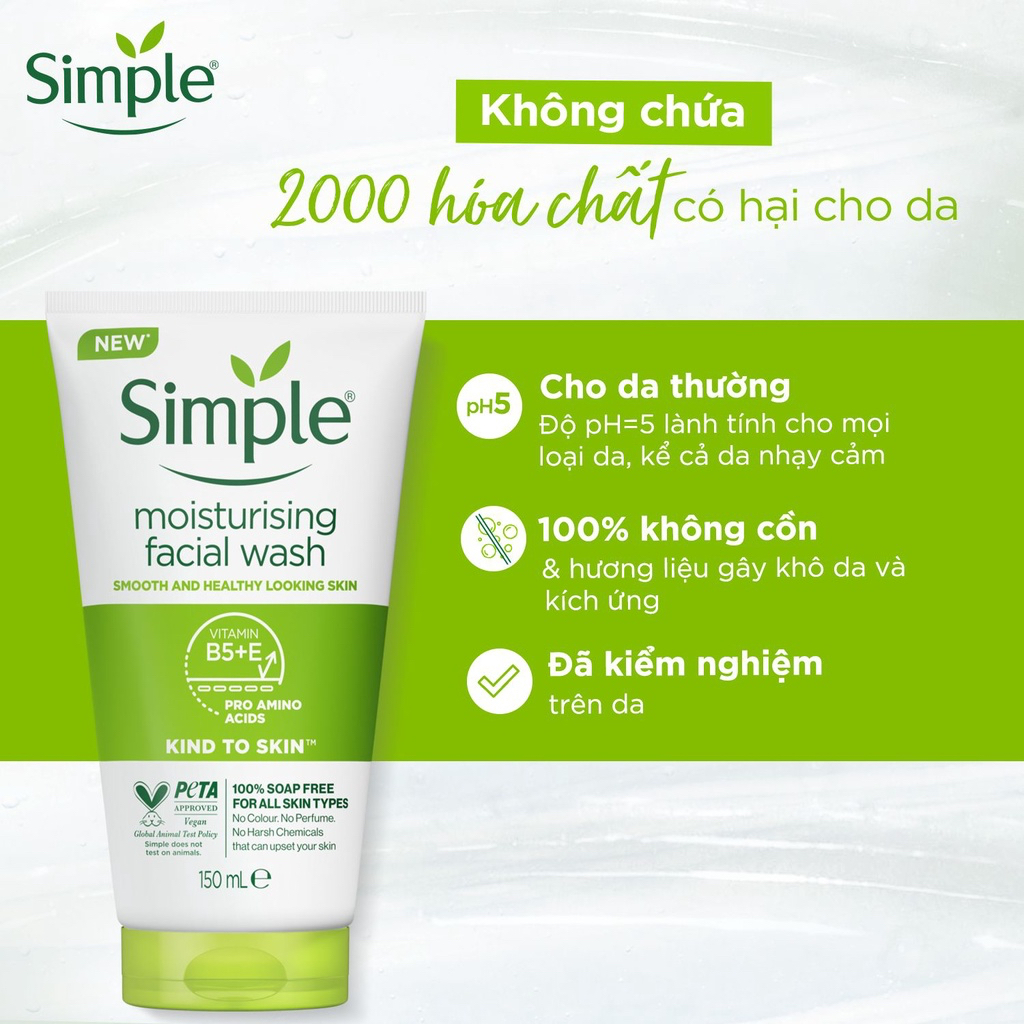 Simple®
Không chứa
2000 hóa chất có hại cho da
NEW*
Simple®
moisturising
facial wash
SMOOTH AND HEALTHY LOOKING SKIN
VITAMIN
B5+E
PRO AMINO
ACIDS
KIND TO SKIN™
PETA
APPROVED
Vegan
Global Animal Test Policy
Simple does not
test on animals.
100% SOAP FREE
FOR ALL SKIN TYPES
No Colour. No Perfume.
No Harsh Chemicals
that can upset your skin
150 mL ℮
pH5
Cho da thường
Độ pH=5 lành tính cho mọi
loại da, kể cả da nhạy cảm
100% không cồn
& hương liệu gây khô da và
kích ứng
Đã kiểm nghiệm
trên da